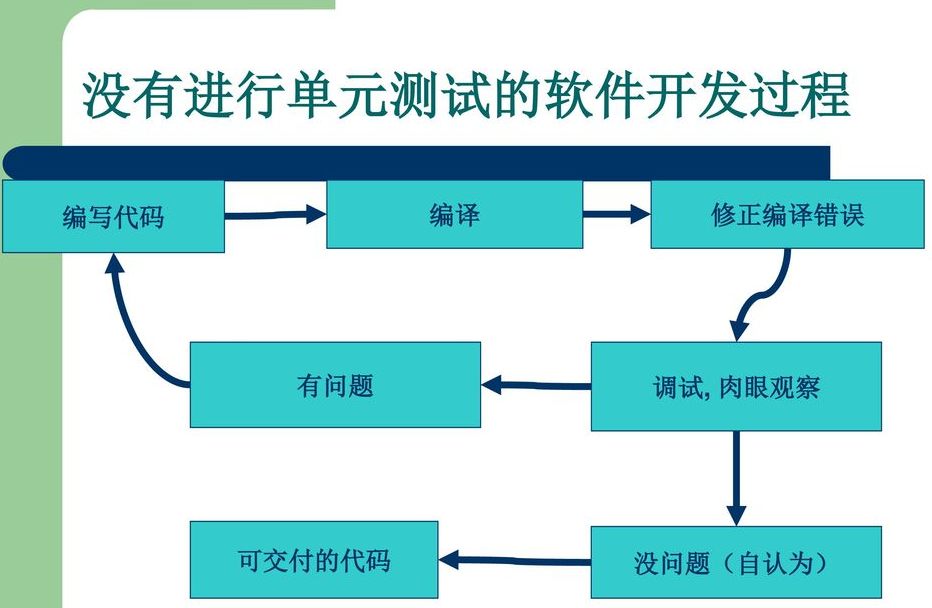 没有进行单元测试的软件开发过程
编写代码
编译
修正编译错误
有问题
调试, 肉眼观察
可交付的代码
没问题（自认为）